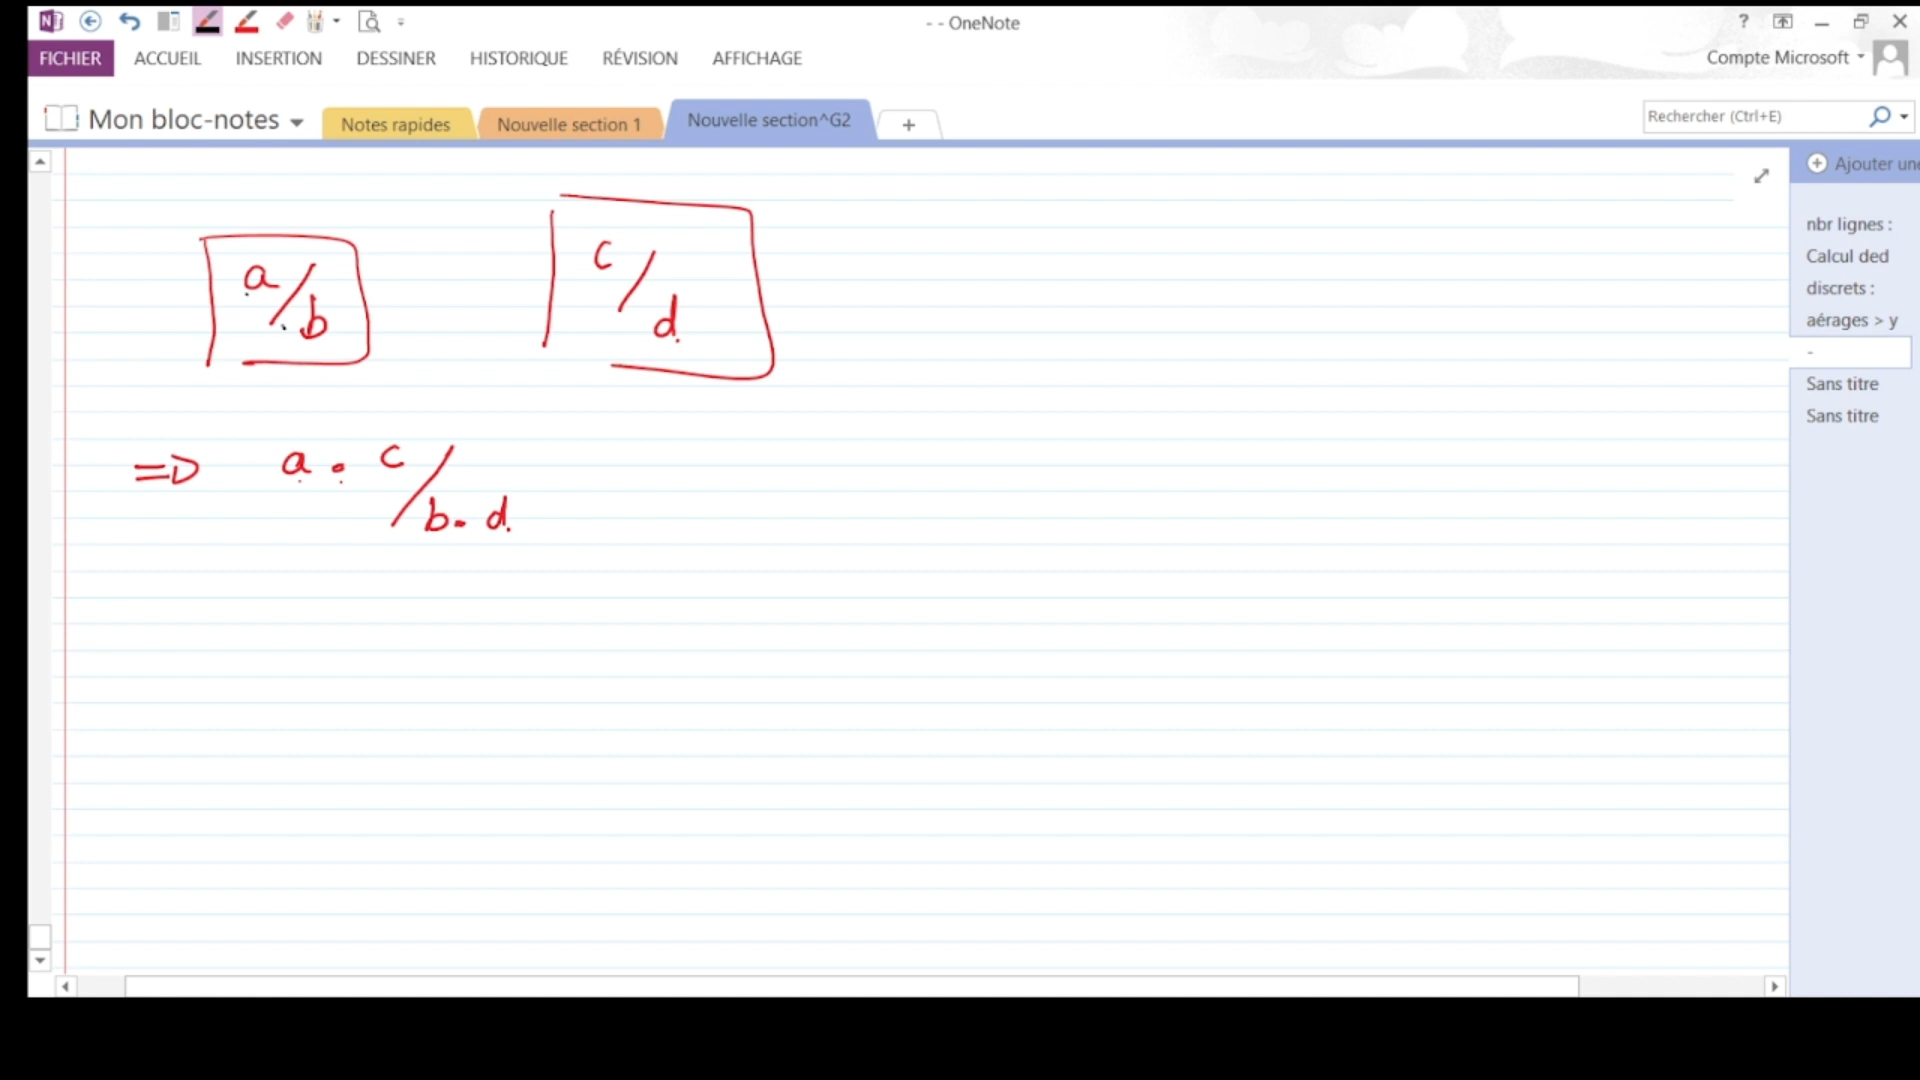 - - OneNote
?
FICHIER ACCUEIL INSERTION DESSINER HISTORIQUE RÉVISION AFFICHAGE
Compte Microsoft
Mon bloc-notes
Notes rapides
Nouvelle section 1
Nouvelle section^G2
+
Rechercher (Ctrl+E)
Ajouter une
nbr lignes :
Calcul ded
discrets :
aérages > y
-
Sans titre
Sans titre
a/b
c/d
=> a . c / b . d